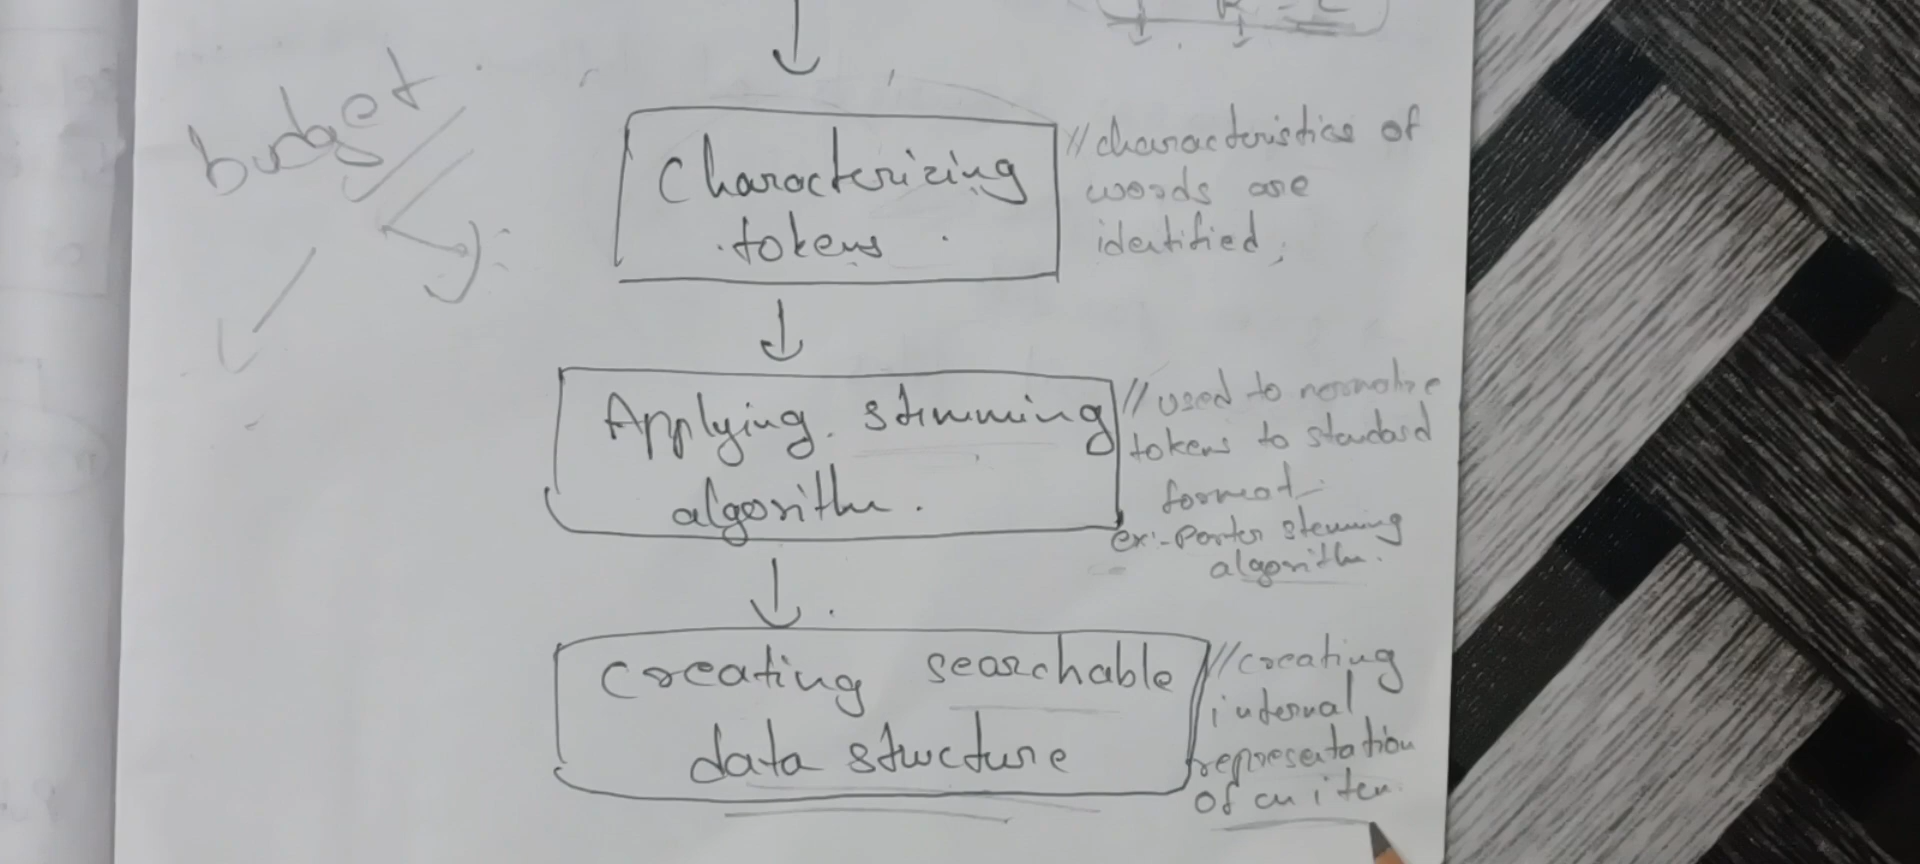 budget
Characterizing
tokens
//characteristics of
words are
identified,
Applying stemming
algorithm.
//used to normalize
tokens to standard
format
ex:- Porter stemming
algorithm.
Creating searchable
data structure
//creating
internal
representation
of an item.